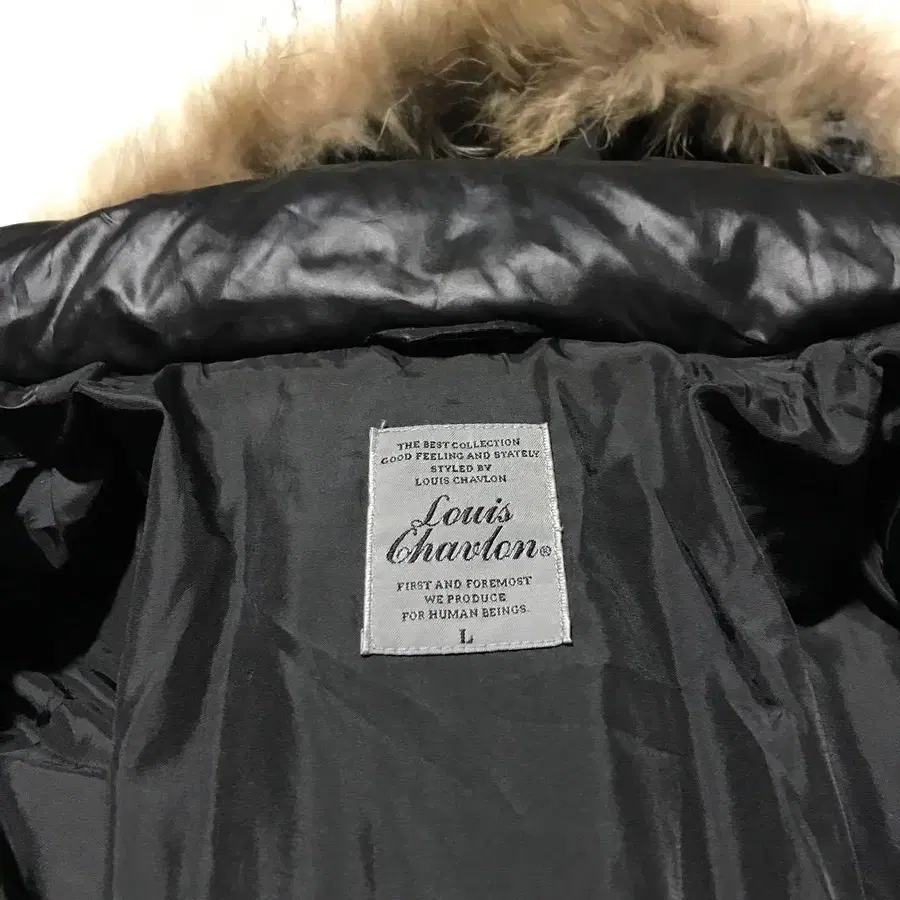 THE BEST COLLECTION
GOOD FEELING AND STATELY
STYLED BY
LOUIS CHAVLON
Louis
Chavlon®
FIRST AND FOREMOST
WE PRODUCE
FOR HUMAN BEINGS.
L